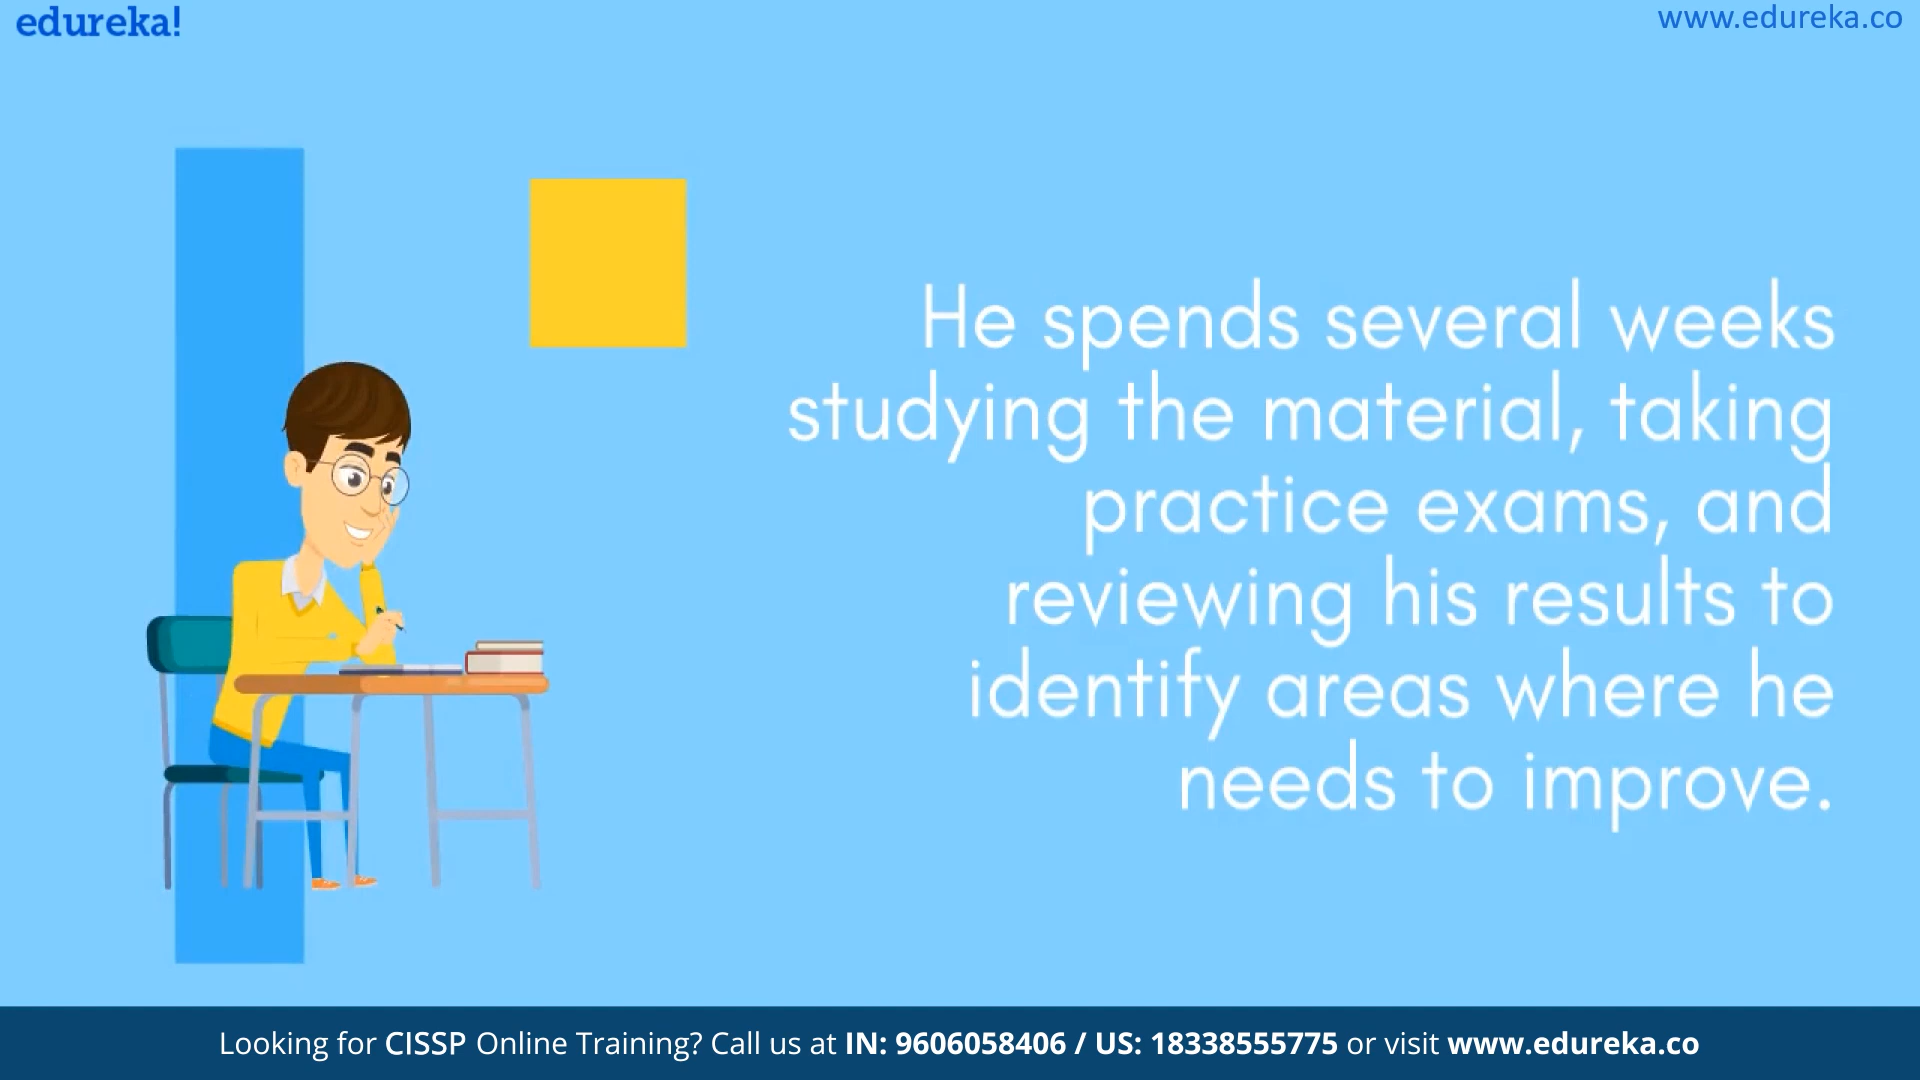 edureka!
www.edureka.co
He spends several weeks
studying the material, taking
practice exams, and
reviewing his results to
identify areas where he
needs to improve.
Looking for CISSP Online Training? Call us at IN: 9606058406 / US: 18338555775 or visit www.edureka.co